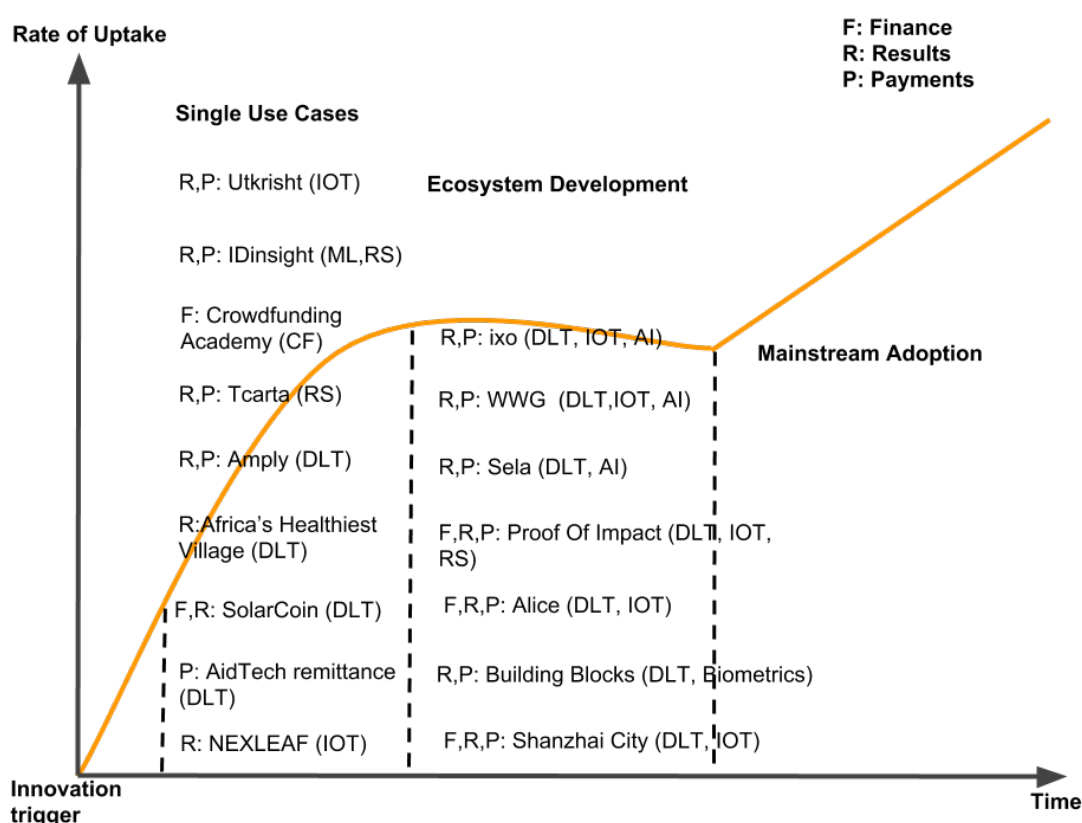 Rate of Uptake
F: Finance
R: Results
P: Payments
Single Use Cases
R,P: Utkrisht (IOT)
R,P: IDinsight (ML,RS)
F: Crowdfunding
Academy (CF)
R,P: Tcarta (RS)
R,P: Amply (DLT)
R:Africa's Healthiest
Village (DLT)
F,R: SolarCoin (DLT)
P: AidTech remittance
(DLT)
R: NEXLEAF (IOT)
Ecosystem Development
R,P: ixo (DLT, IOT, AI)
R,P: WWG (DLT,IOT, AI)
R,P: Sela (DLT, AI)
F,R,P: Proof Of Impact (DLT, IOT,
RS)
F,R,P: Alice (DLT, IOT)
R,P: Building Blocks (DLT, Biometrics)
F,R,P: Shanzhai City (DLT, IOT)
Mainstream Adoption
Innovation
trigger
Time